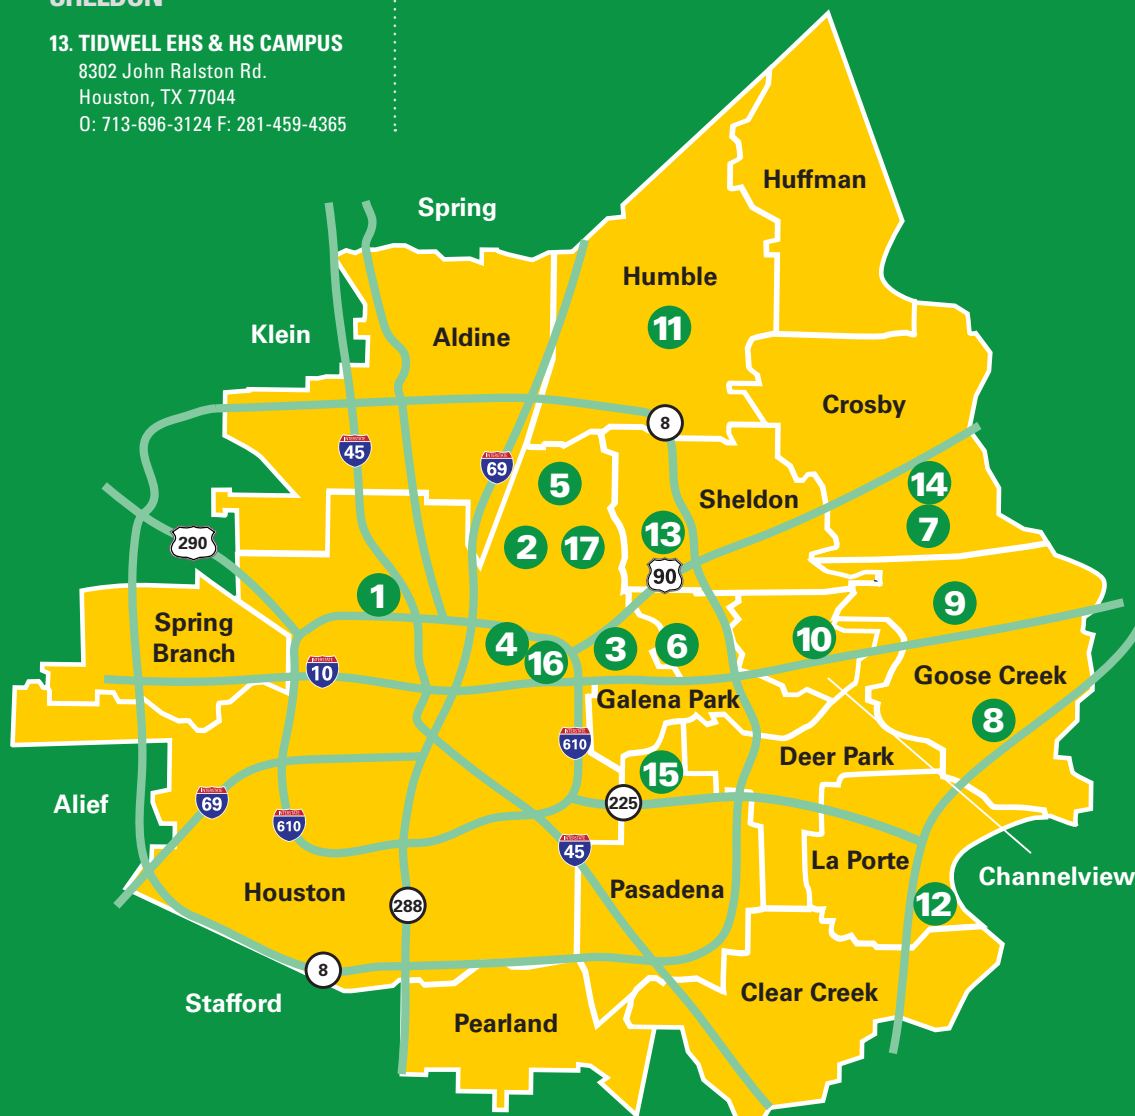 SHELDON
13. TIDWELL EHS & HS CAMPUS
8302 John Ralston Rd.
Houston, TX 77044
O: 713-696-3124 F: 281-459-4365
Huffman
Spring
Humble
11
Klein
Aldine
Crosby
8
45
69
5
Sheldon
14
13
7
290
2
17
90
1
9
Spring
Branch
4
16
3
6
10
10
Goose Creek
Galena Park
8
610
Deer Park
15
69
225
Alief
610
45
La Porte
Channelview
Houston
Pasadena
288
12
8
Stafford
Clear Creek
Pearland